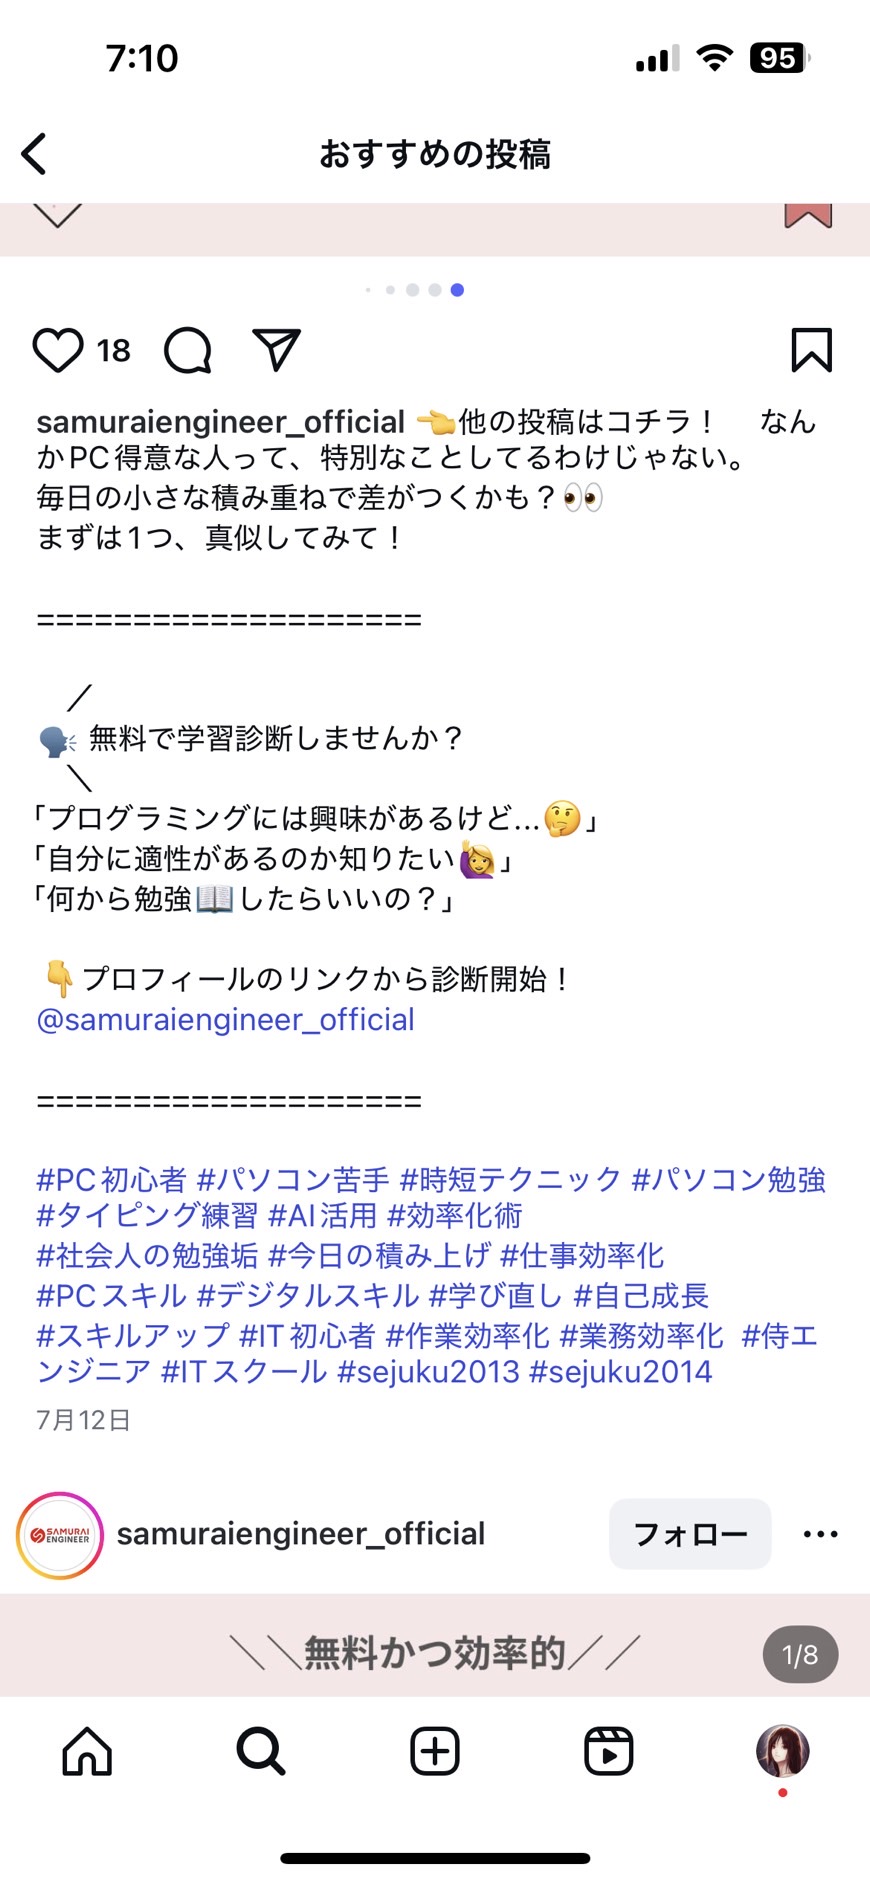 7:10
95
おすすめの投稿
18
samuraiengineer_official 👈他の投稿はコチラ！　なん
かPC得意な人って、特別なことしてるわけじゃない。
毎日の小さな積み重ねで差がつくかも？👀
まずは1つ、真似してみて！
====================
／
🗣 無料で学習診断しませんか？
＼
「プログラミングには興味があるけど...🤔」
「自分に適性があるのか知りたい🙋‍♀️」
「何から勉強📖したらいいの？」
👇プロフィールのリンクから診断開始！
@samuraiengineer_official
====================
#PC初心者 #パソコン苦手 #時短テクニック #パソコン勉強
#タイピング練習 #AI活用 #効率化術
#社会人の勉強垢 #今日の積み上げ #仕事効率化
#PCスキル #デジタルスキル #学び直し #自己成長
#スキルアップ #IT初心者 #作業効率化 #業務効率化 #侍エ
ンジニア #ITスクール #sejuku2013 #sejuku2014
7月12日
SAMURAI
ENGINEER
samuraiengineer_official
フォロー
＼＼無料かつ効率的／／
1/8